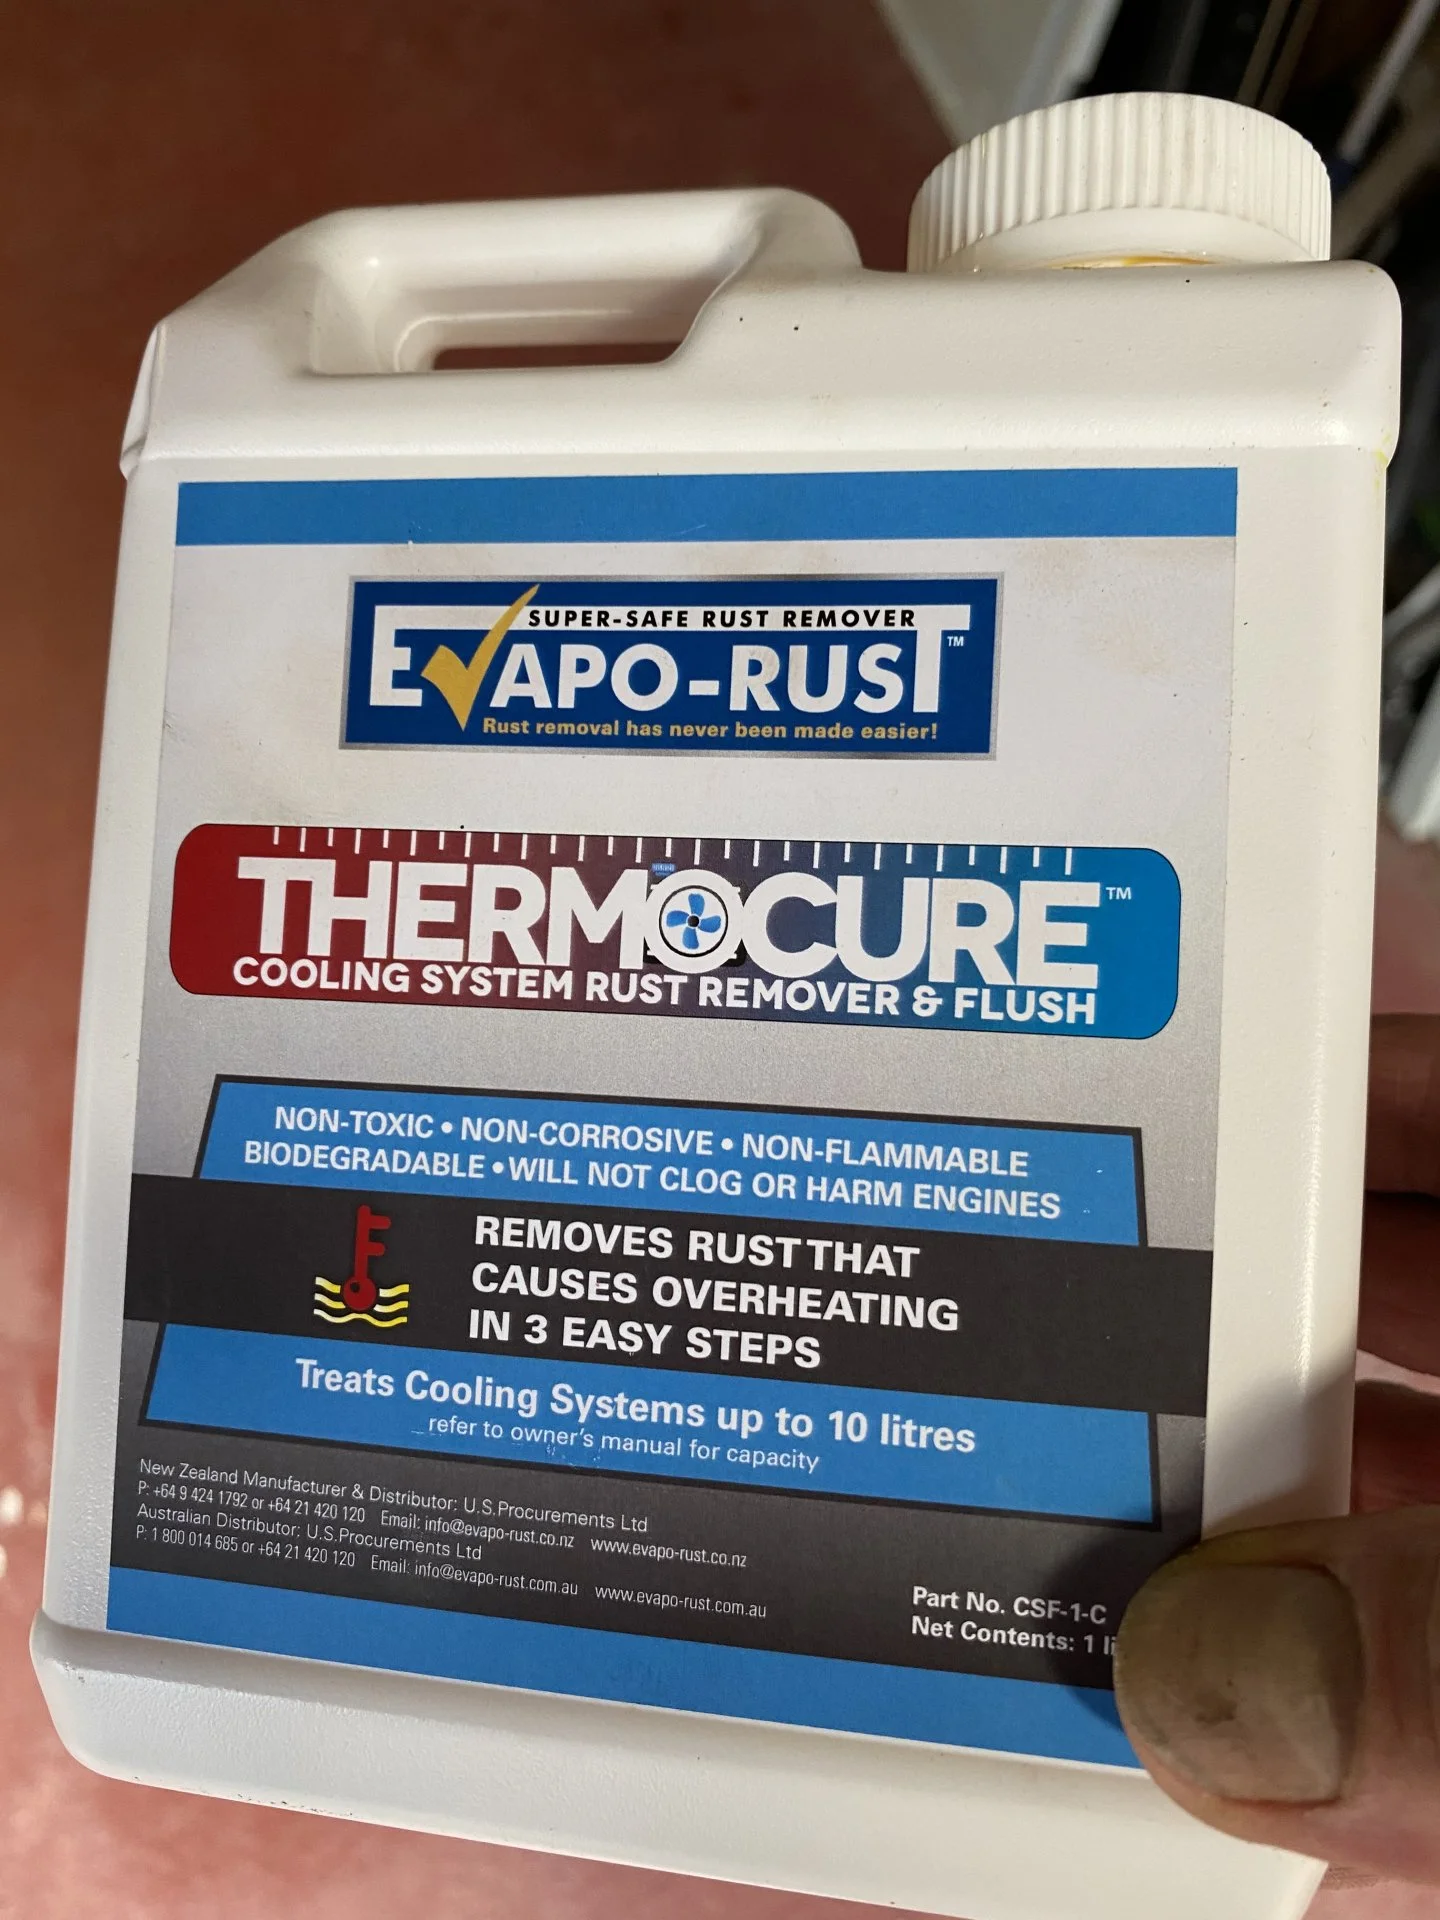 SUPER-SAFE RUST REMOVER
EVAPO-RUST™
Rust removal has never been made easier!
THERMOCURE™
COOLING SYSTEM RUST REMOVER & FLUSH
NON-TOXIC • NON-CORROSIVE • NON-FLAMMABLE
BIODEGRADABLE • WILL NOT CLOG OR HARM ENGINES
REMOVES RUST THAT
CAUSES OVERHEATING
IN 3 EASY STEPS
Treats Cooling Systems up to 10 litres
refer to owner's manual for capacity
New Zealand Manufacturer & Distributor: U.S.Procurements Ltd
P: +64 9 424 1792 or +64 21 420 120 Email: info@evapo-rust.co.nz www.evapo-rust.co.nz
Australian Distributor: U.S.Procurements Ltd
P: 1 800 014 685 or +64 21 420 120 Email: info@evapo-rust.com.au www.evapo-rust.com.au
Part No. CSF-1-C
Net Contents: 1